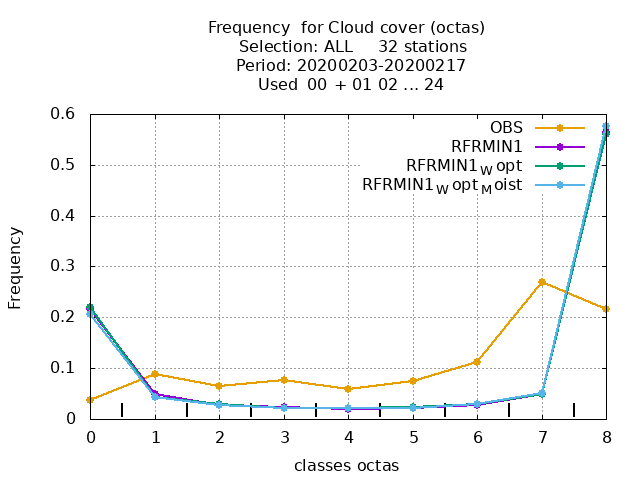 Frequency for Cloud cover (octas)
Selection: ALL 32 stations
Period: 20200203-20200217
Used 00 + 01 02 ... 24
0.6
0.5
0.4
0.3
0.2
0.1
0
Frequency
OBS
RFRMIN1
RFRMIN1Wopt
RFRMIN1WoptMoist
0 1 2 3 4 5 6 7 8
classes octas